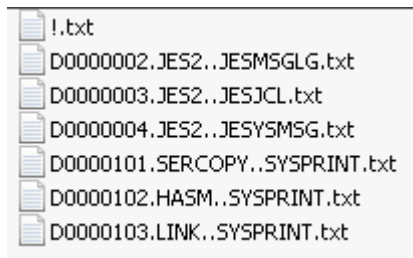 !.txt
D0000002.JES2..JESMSGLG.txt
D0000003.JES2..JESJCL.txt
D0000004.JES2..JESYSMSG.txt
D0000101.SERCOPY..SYSPRINT.txt
D0000102.HASM..SYSPRINT.txt
D0000103.LINK..SYSPRINT.txt